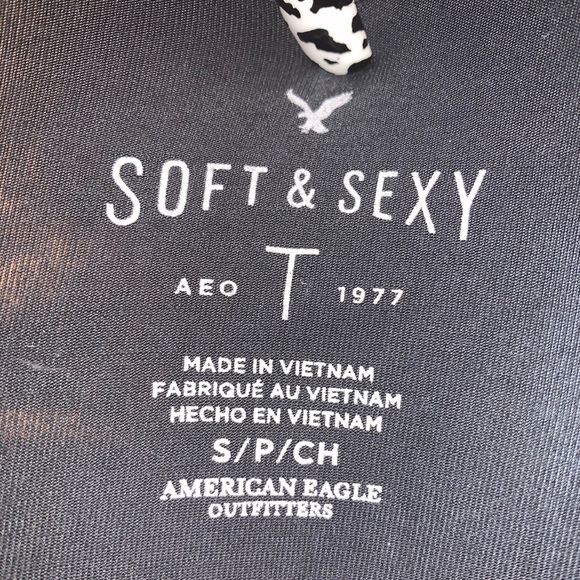 SOFT & SEXY
AEO T 1977
MADE IN VIETNAM
FABRIQUÉ AU VIETNAM
HECHO EN VIETNAM
S/P/CH
AMERICAN EAGLE
OUTFITTERS